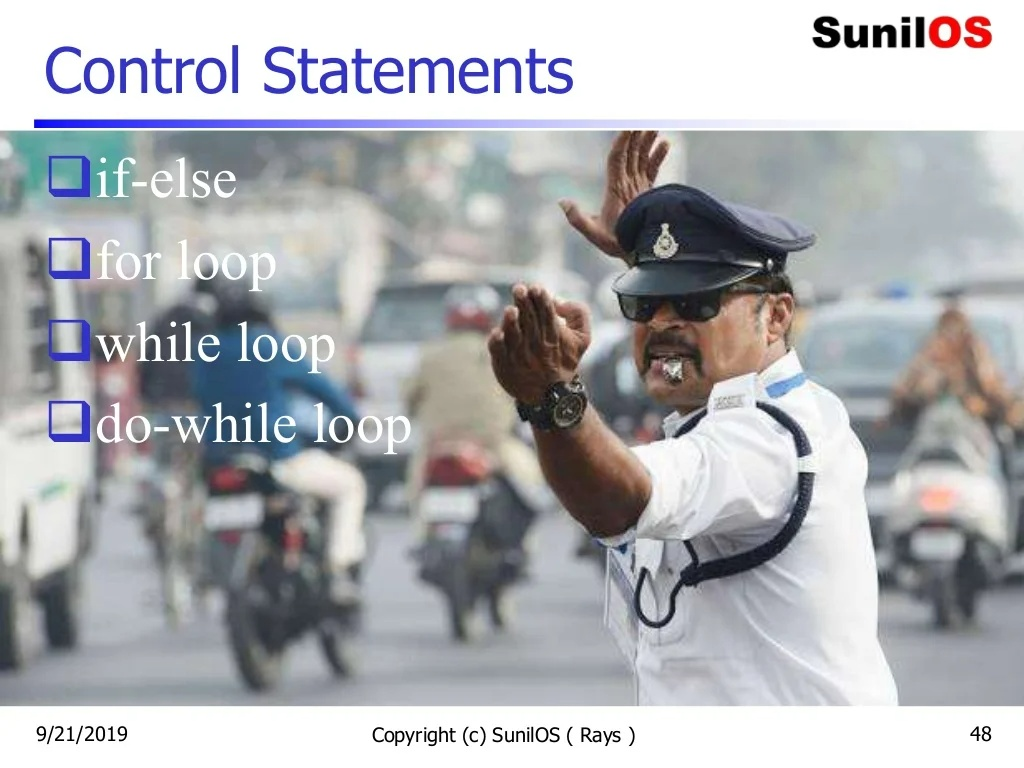 SunilOS
Control Statements
if-else
for loop
while loop
do-while loop
9/21/2019
Copyright (c) SunilOS ( Rays )
48